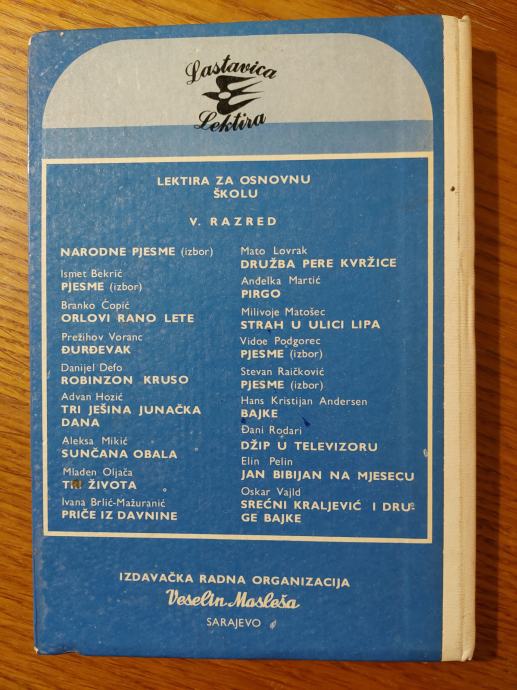 Lastavica
Lektira
LEKTIRA ZA OSNOVNU
ŠKOLU
V. RAZRED
NARODNE PJESME (izbor)
Ismet Bekrić
PJESME (izbor)
Branko Ćopić
ORLOVI RANO LETE
Prežihov Voranc
ĐURĐEVAK
Danijel Defo
ROBINZON KRUSO
Advan Hozić
TRI JEŠINA JUNAČKA
DANA
Aleksa Mikić
SUNČANA OBALA
Mladen Oljača
TRI ŽIVOTA
Ivana Brlić-Mažuranić
PRIČE IZ DAVNINE
Mato Lovrak
DRUŽBA PERE KVRŽICE
Anđelka Martić
PIRGO
Milivoje Matošec
STRAH U ULICI LIPA
Vidoe Podgorec
PJESME (izbor)
Stevan Raičković
PJESME (izbor)
Hans Kristijan Andersen
BAJKE
Đani Rodari
DŽIP U TELEVIZORU
Elin Pelin
JAN BIBIJAN NA MJESECU
Oskar Vajld
SREĆNI KRALJEVIĆ I DRU-
GE BAJKE
IZDAVAČKA RADNA ORGANIZACIJA
Veselin Masleša
SARAJEVO